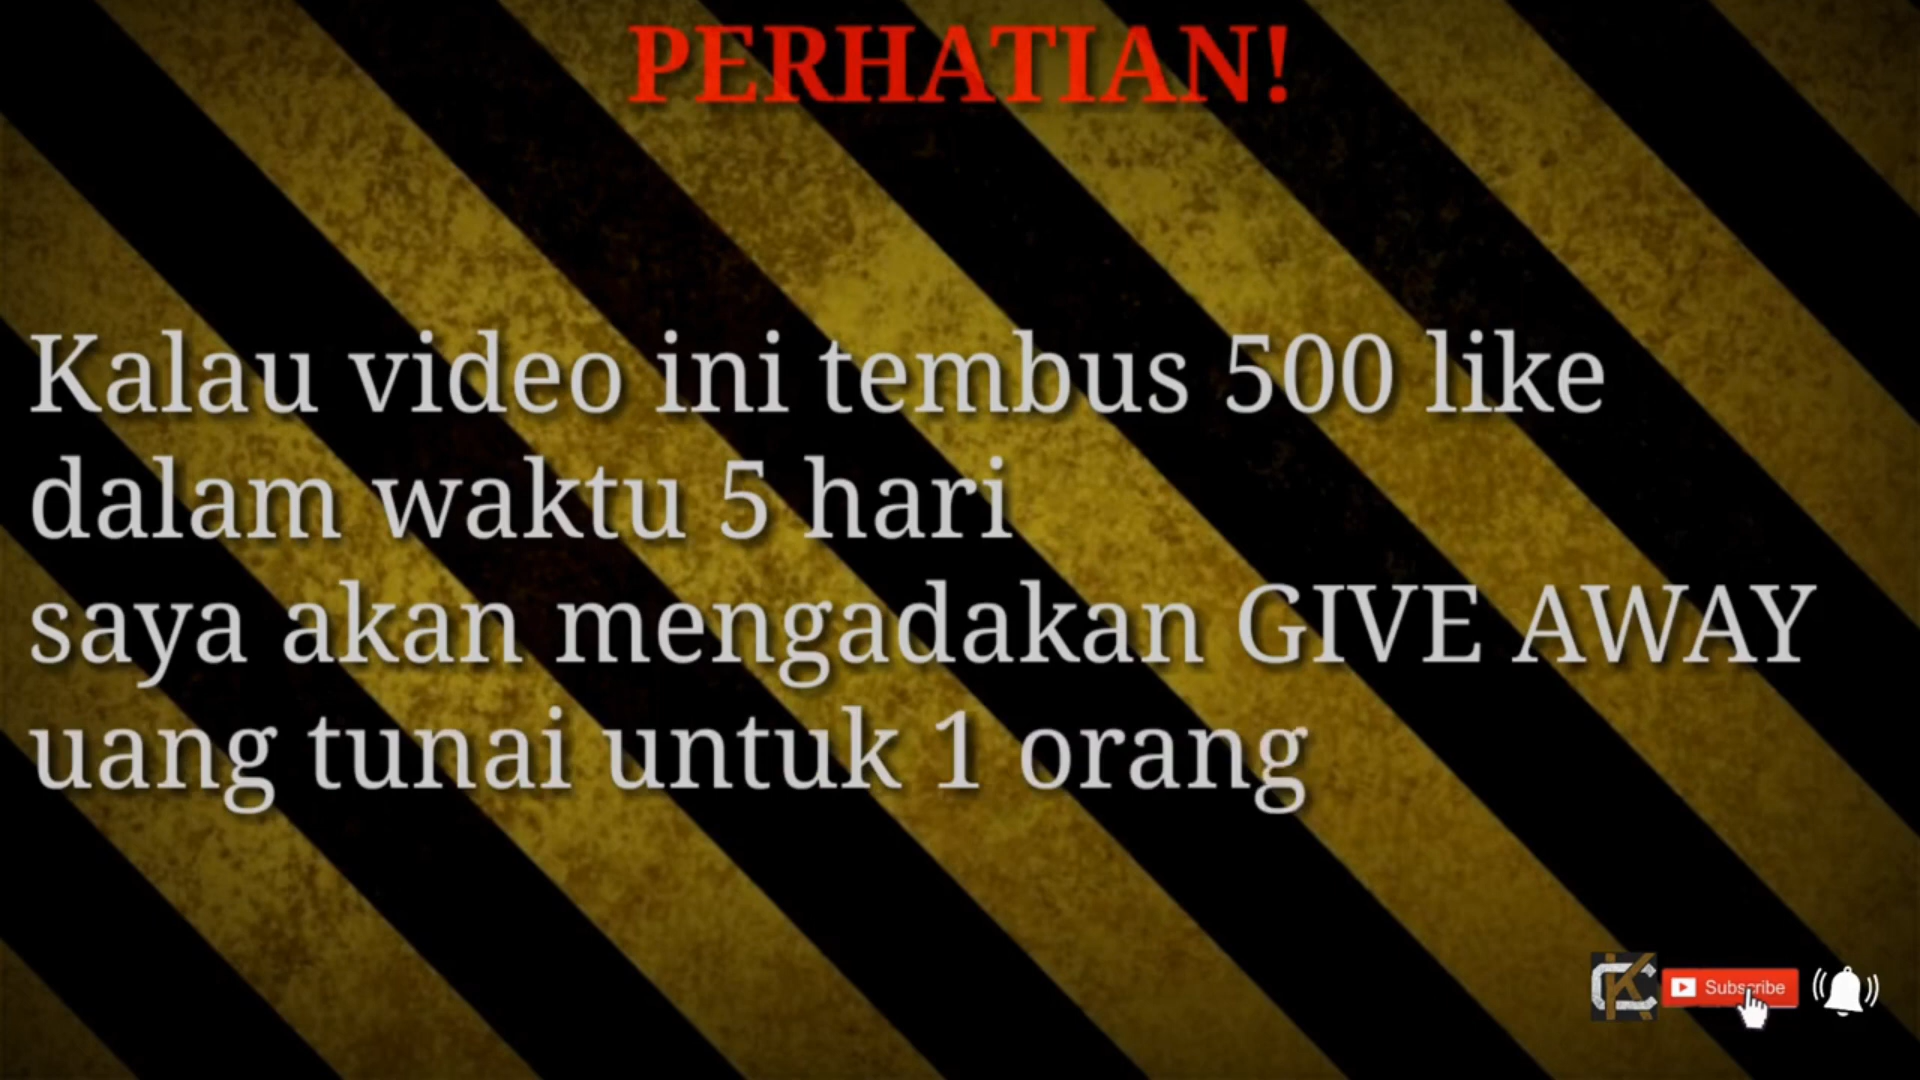 PERHATIAN!
Kalau video ini tembus 500 like
dalam waktu 5 hari
saya akan mengadakan GIVE AWAY
uang tunai untuk 1 orang
CK
Subscribe